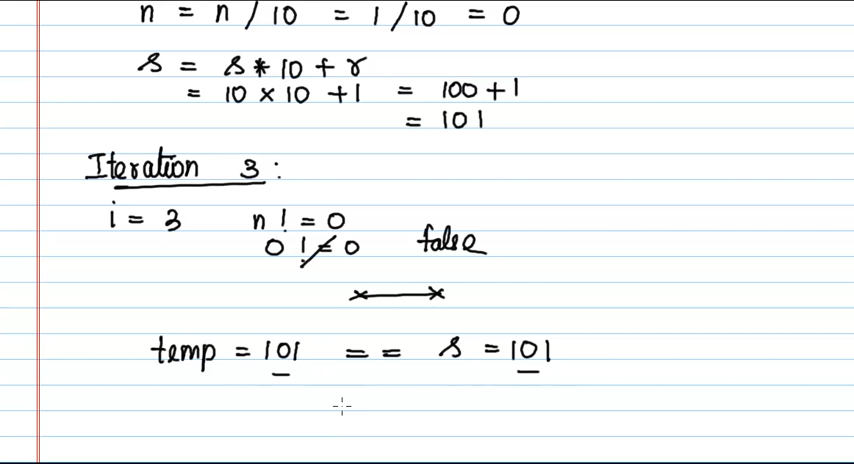 n = n / 10 = 1 / 10 = 0
s = s * 10 + r
= 10 × 10 + 1 = 100 + 1
= 101
Iteration 3 :
i = 3 n ! = 0
0 ! = 0 false
temp = 101 = = s = 101